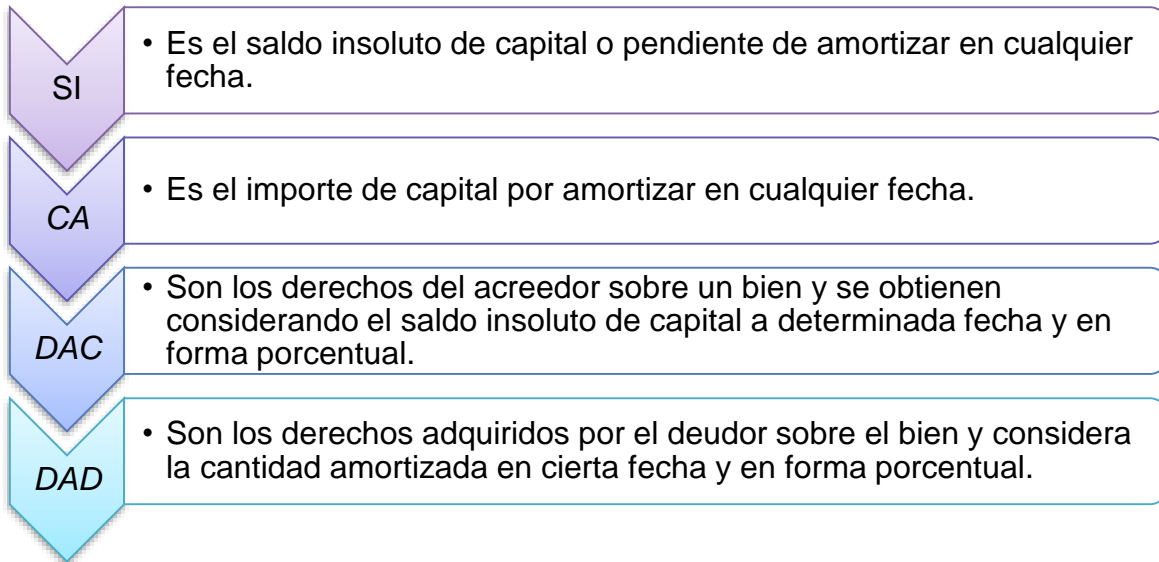 SI
• Es el saldo insoluto de capital o pendiente de amortizar en cualquier
fecha.
CA
• Es el importe de capital por amortizar en cualquier fecha.
DAC
• Son los derechos del acreedor sobre un bien y se obtienen
considerando el saldo insoluto de capital a determinada fecha y en
forma porcentual.
DAD
• Son los derechos adquiridos por el deudor sobre el bien y considera
la cantidad amortizada en cierta fecha y en forma porcentual.